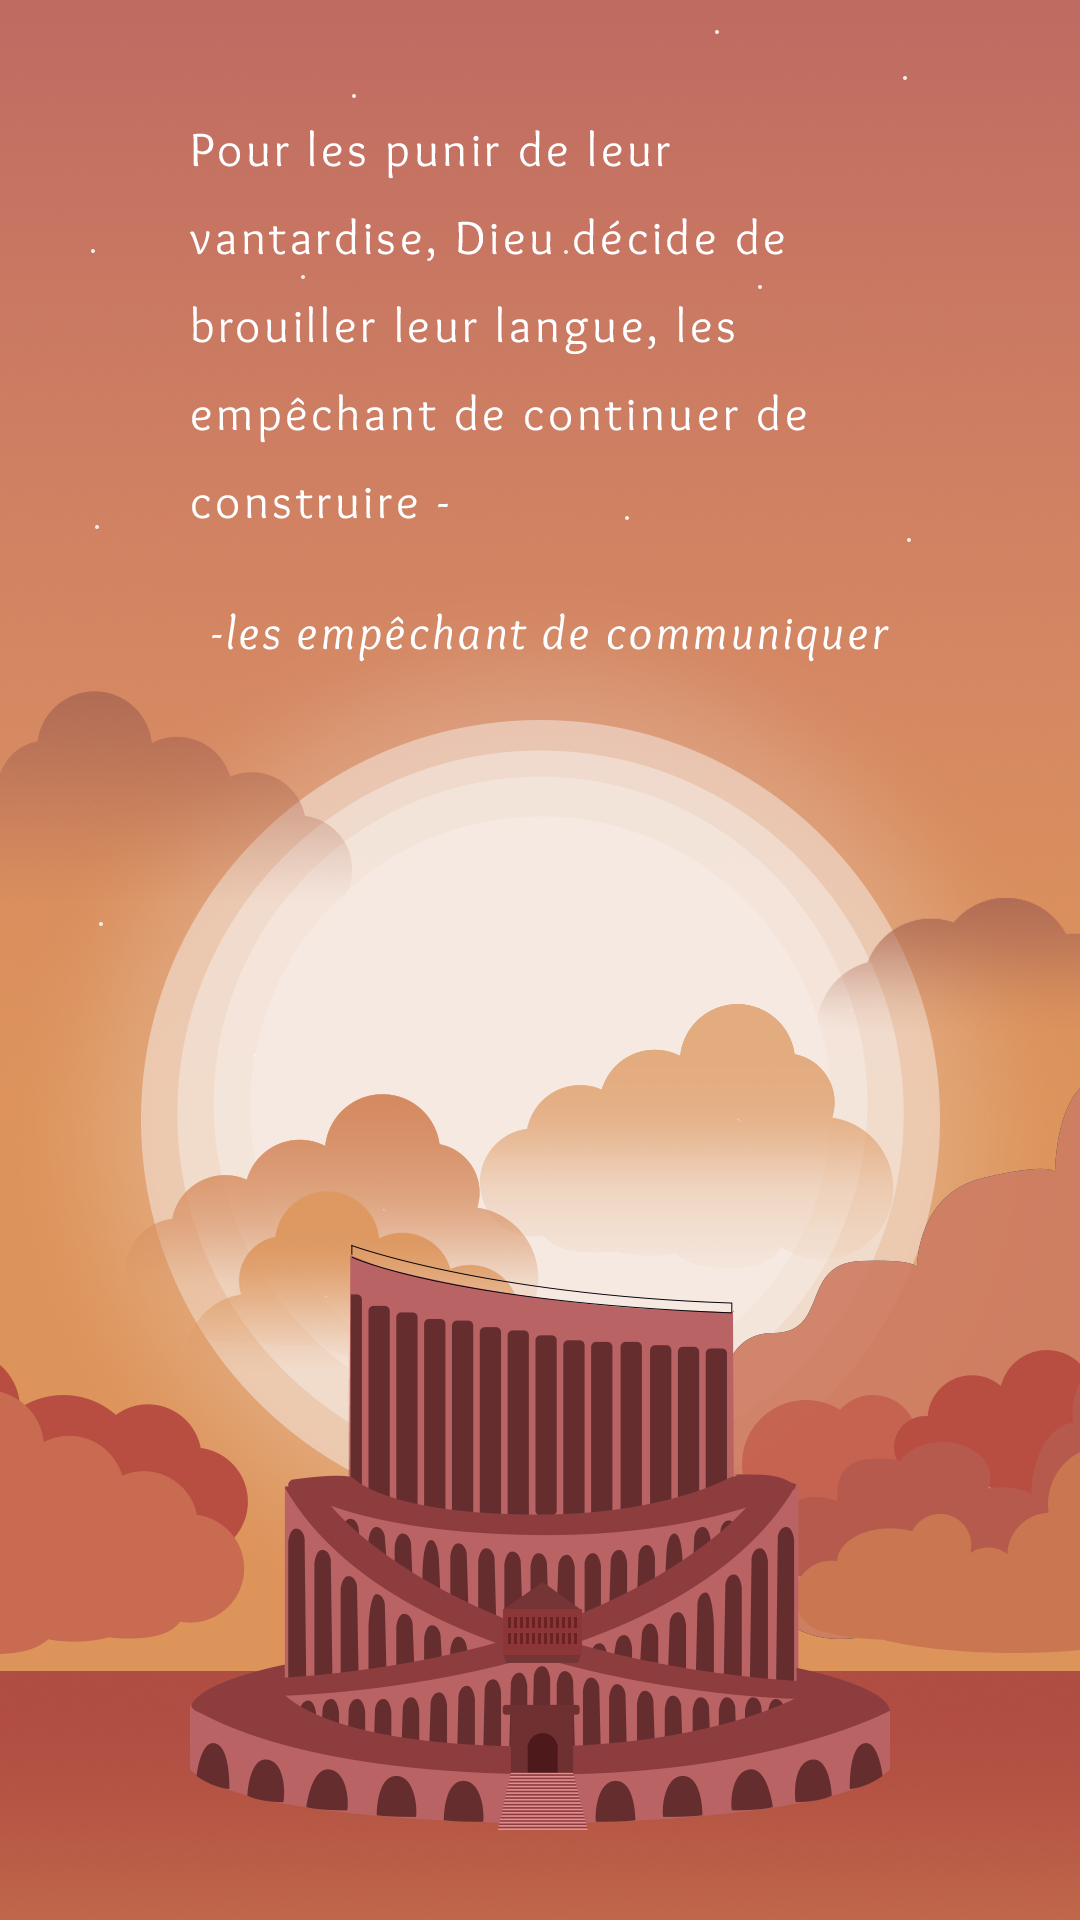 Pour les punir de leur
vantardise, Dieu décide de
brouiller leur langue, les
empêchant de continuer de
construire -
-les empêchant de communiquer